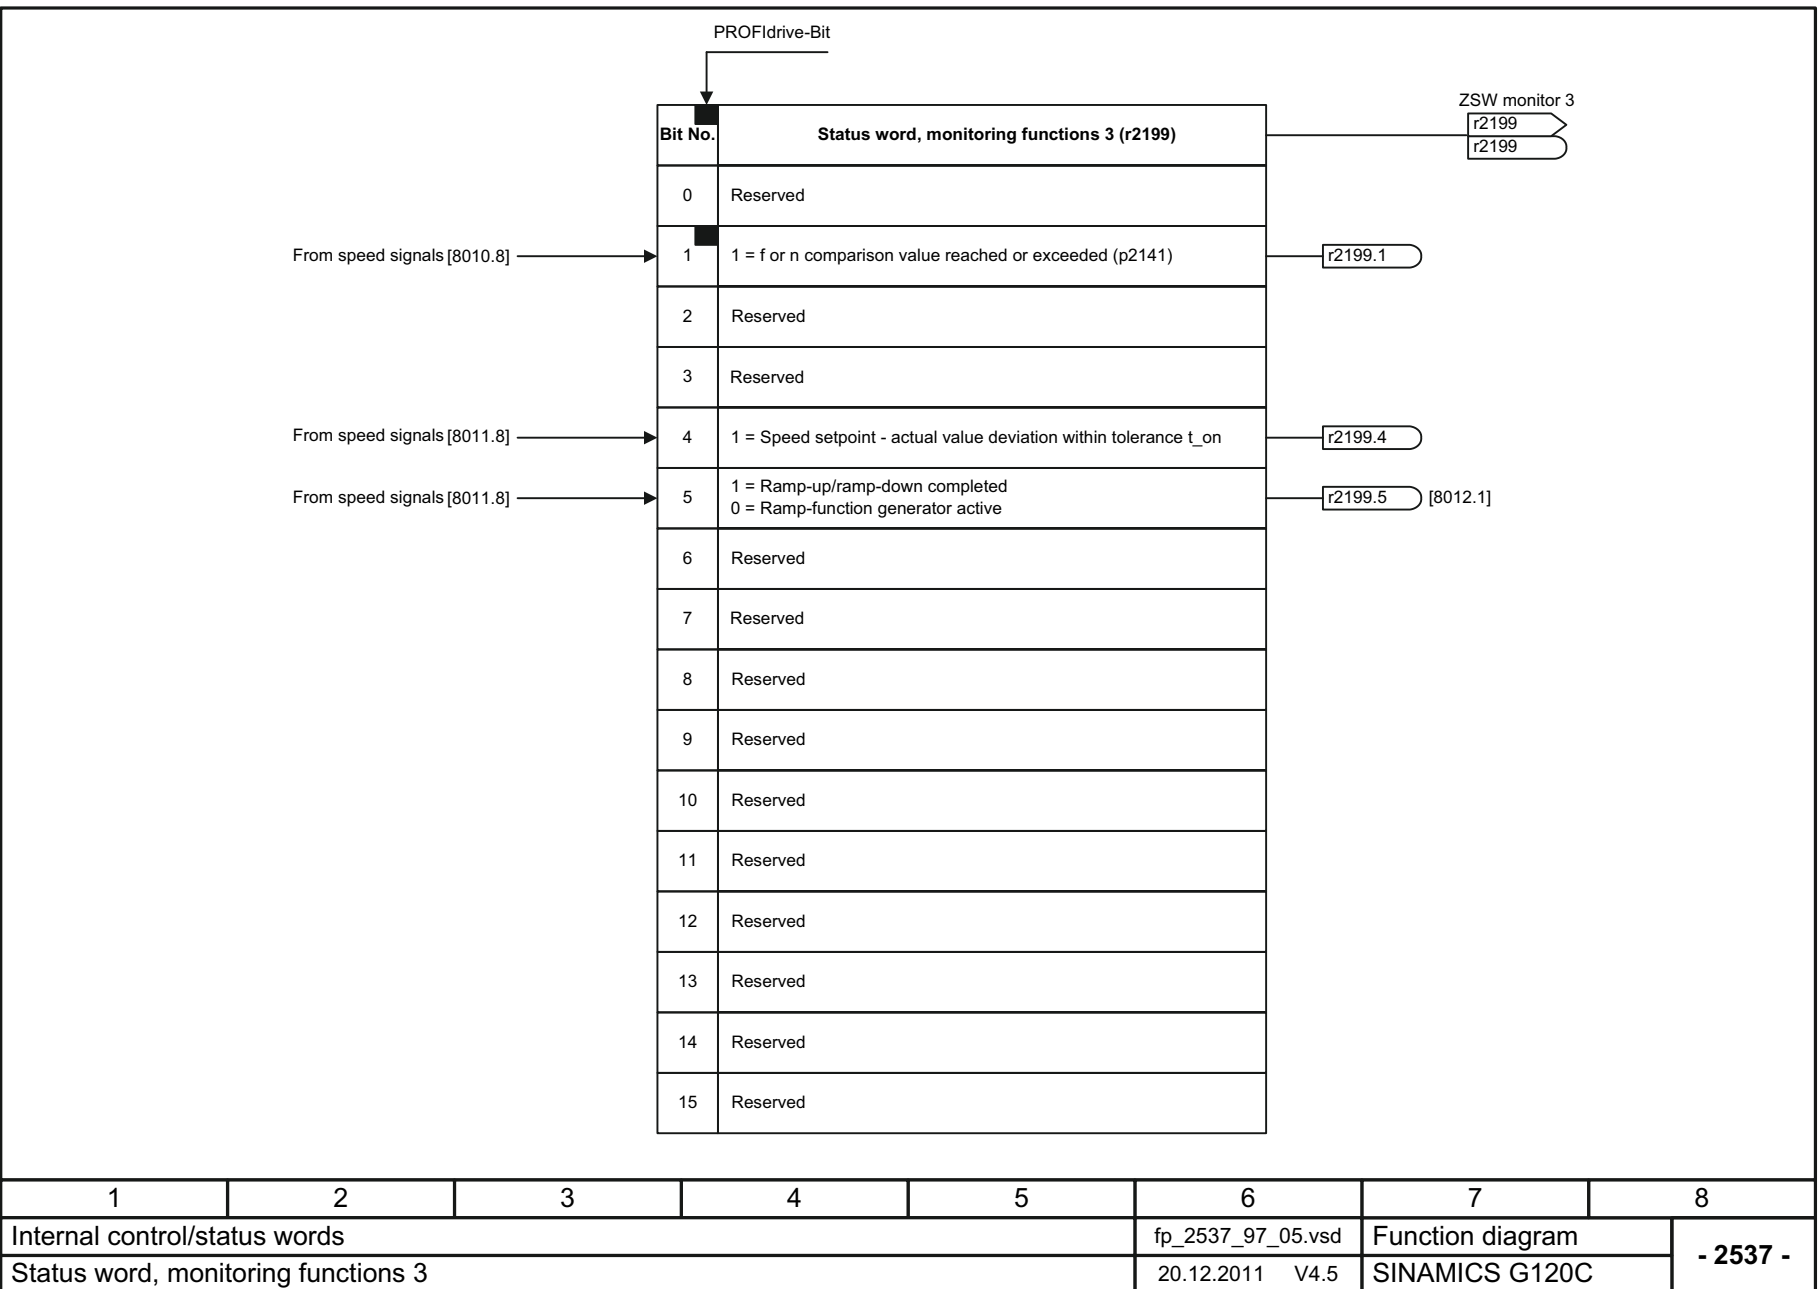 PROFIdrive-Bit
ZSW monitor 3
r2199
r2199
Bit No. Status word, monitoring functions 3 (r2199)
0 Reserved
From speed signals [8010.8] 1 1 = f or n comparison value reached or exceeded (p2141) r2199.1
2 Reserved
3 Reserved
From speed signals [8011.8] 4 1 = Speed setpoint - actual value deviation within tolerance t_on r2199.4
From speed signals [8011.8] 5 1 = Ramp-up/ramp-down completed
0 = Ramp-function generator active
r2199.5 [8012.1]
6 Reserved
7 Reserved
8 Reserved
9 Reserved
10 Reserved
11 Reserved
12 Reserved
13 Reserved
14 Reserved
15 Reserved
1 2 3 4 5 6 7 8
Internal control/status words fp_2537_97_05.vsd Function diagram
- 2537 -
Status word, monitoring functions 3 20.12.2011 V4.5 SINAMICS G120C